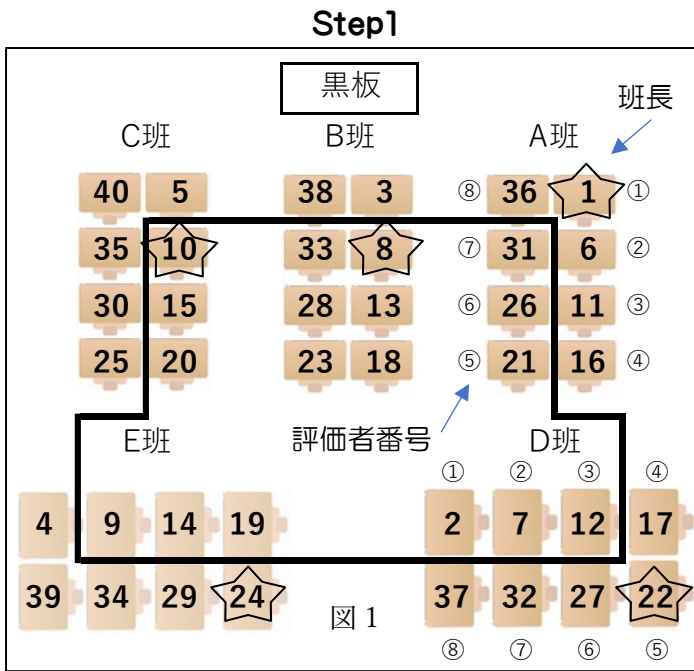 Step1
黒板
班長
C班 B班 A班
40 5 38 3 ⑧ 36 1 ①
35 10 33 8 ⑦ 31 6 ②
30 15 28 13 ⑥ 26 11 ③
25 20 23 18 ⑤ 21 16 ④
E班 評価者番号 D班
① ② ③ ④
4 9 14 19 2 7 12 17
39 34 29 24 図1 37 32 27 22
⑧ ⑦ ⑥ ⑤